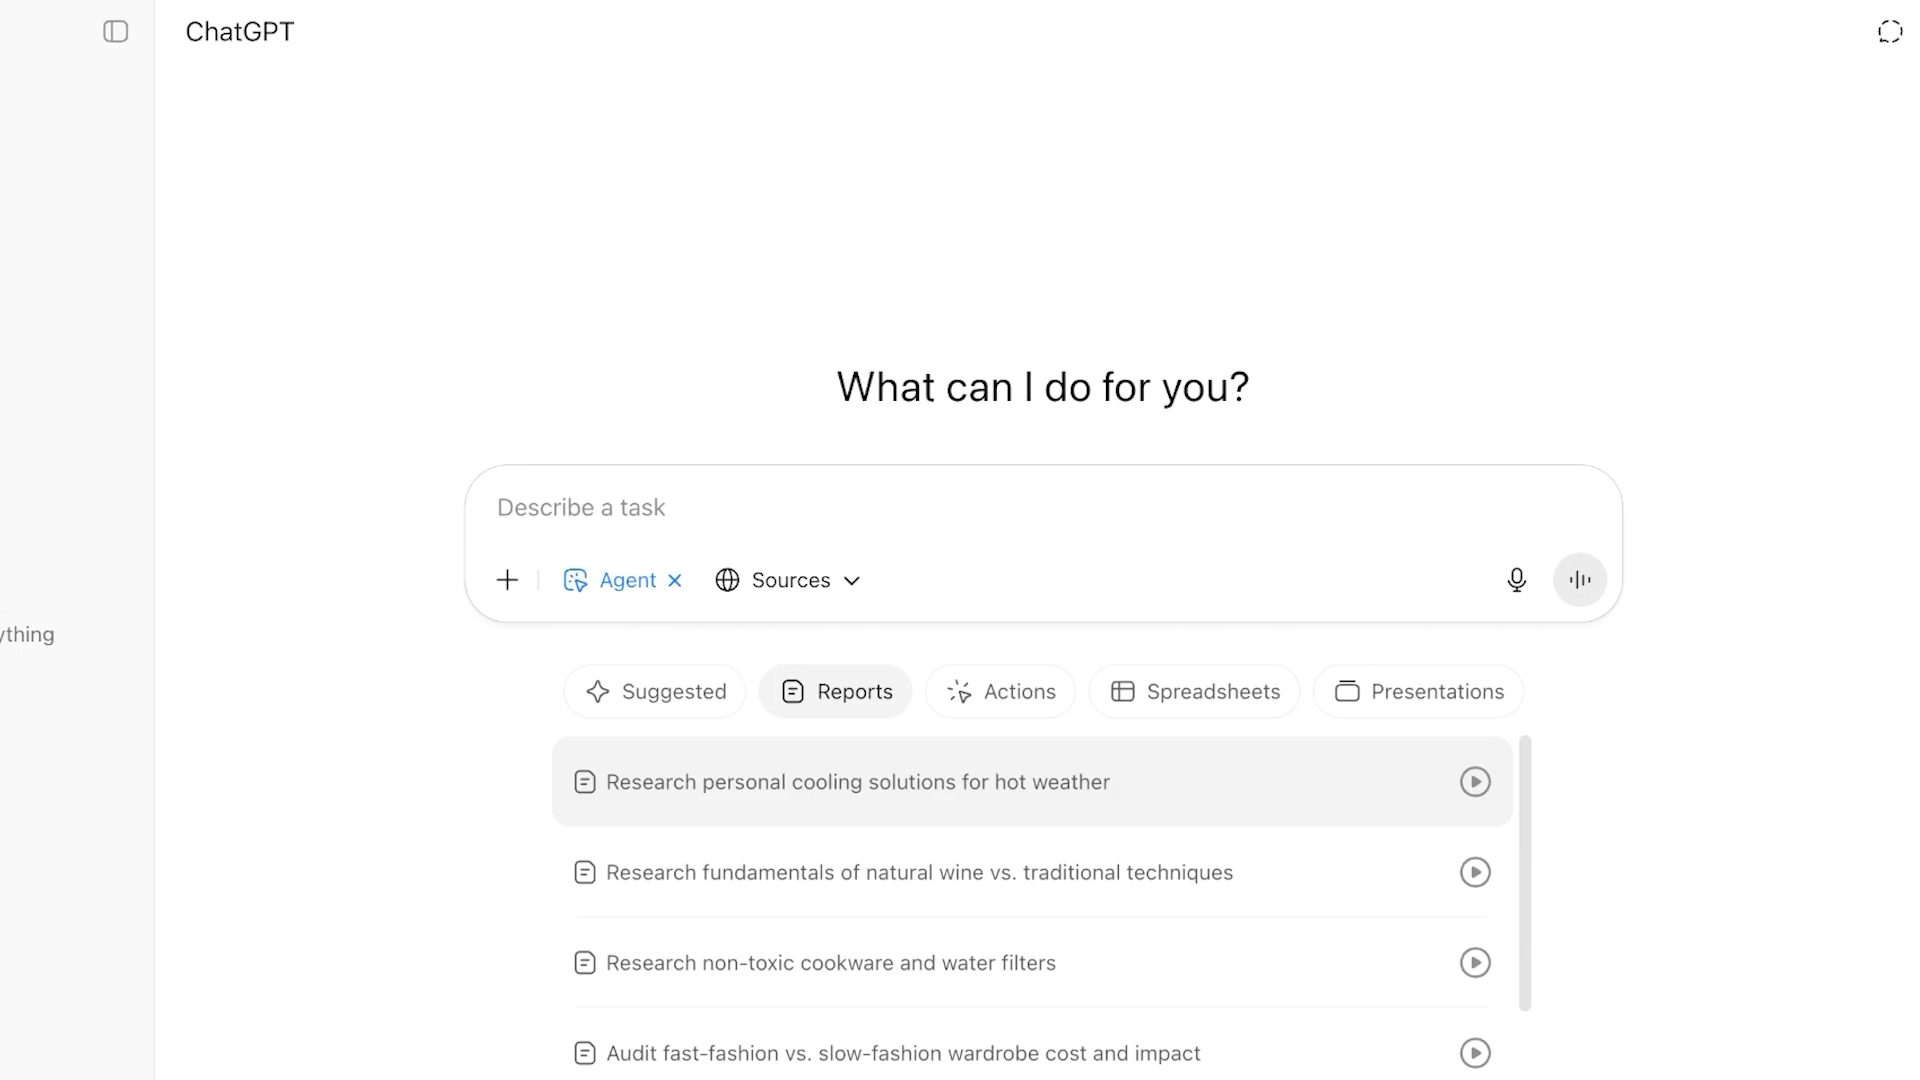 ChatGPT
What can I do for you?
Describe a task
Agent Sources
ything
Suggested Reports Actions Spreadsheets Presentations
Research personal cooling solutions for hot weather
Research fundamentals of natural wine vs. traditional techniques
Research non-toxic cookware and water filters
Audit fast-fashion vs. slow-fashion wardrobe cost and impact